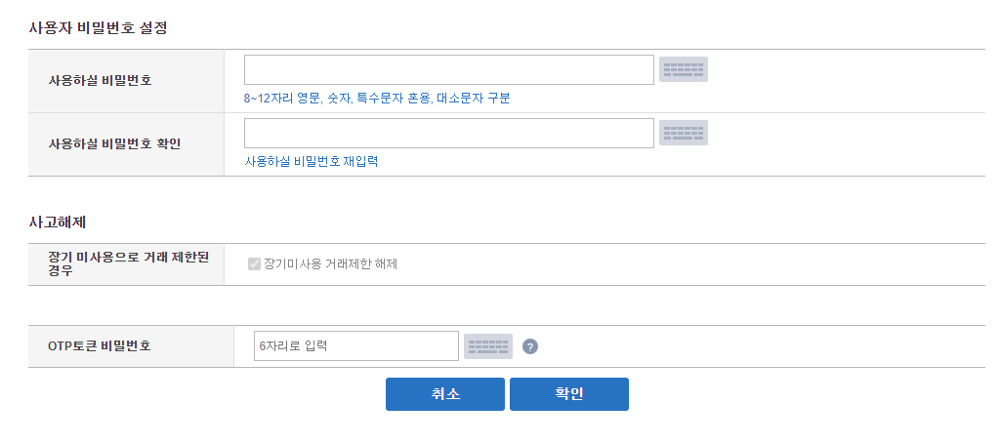 사용자 비밀번호 설정
사용하실 비밀번호
8~12자리 영문, 숫자, 특수문자 혼용, 대소문자 구분
사용하실 비밀번호 확인
사용하실 비밀번호 재입력
사고해제
장기 미사용으로 거래 제한된
경우
장기미사용 거래제한 해제
OTP토큰 비밀번호
6자리로 입력
?
취소
확인